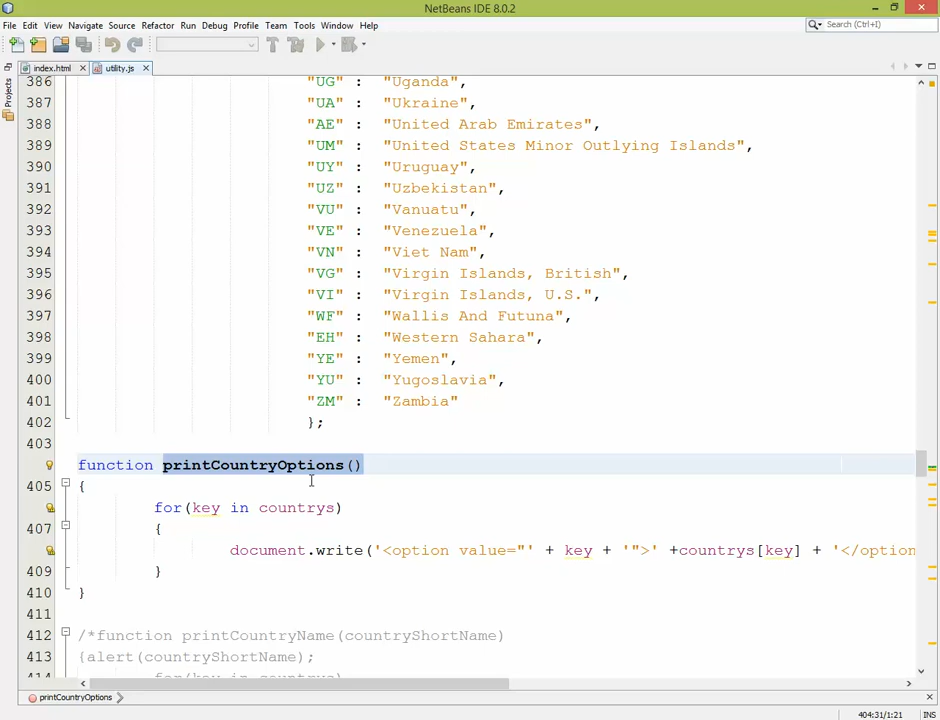 NetBeans IDE 8.0.2
File Edit View Navigate Source Refactor Run Debug Profile Team Tools Window Help
Search (Ctrl+I)
index.html utility.js
Projects
386 "UG" : "Uganda",
387 "UA" : "Ukraine",
388 "AE" : "United Arab Emirates",
389 "UM" : "United States Minor Outlying Islands",
390 "UY" : "Uruguay",
391 "UZ" : "Uzbekistan",
392 "VU" : "Vanuatu",
393 "VE" : "Venezuela",
394 "VN" : "Viet Nam",
395 "VG" : "Virgin Islands, British",
396 "VI" : "Virgin Islands, U.S.",
397 "WF" : "Wallis And Futuna",
398 "EH" : "Western Sahara",
399 "YE" : "Yemen",
400 "YU" : "Yugoslavia",
401 "ZM" : "Zambia"
402 };
403
function printCountryOptions()
405 {
for(key in countrys)
407 {
document.write('<option value="' + key + '">' +countrys[key] + '</option
409 }
410 }
411
412 /*function printCountryName(countryShortName)
413 {alert(countryShortName);
414 for(key in countrys)
printCountryOptions
404:31/1:21 INS